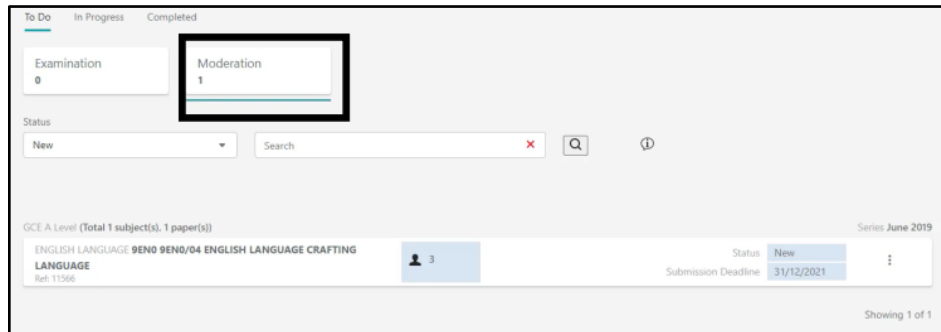 To Do In Progress Completed
Examination
0
Moderation
1
Status
New
Search
GCE A Level (Total 1 subject(s), 1 paper(s)) Series June 2019
ENGLISH LANGUAGE 9EN0 9EN0/04 ENGLISH LANGUAGE CRAFTING
LANGUAGE
Ref: 11566
3
Status New
Submission Deadline 31/12/2021
Showing 1 of 1